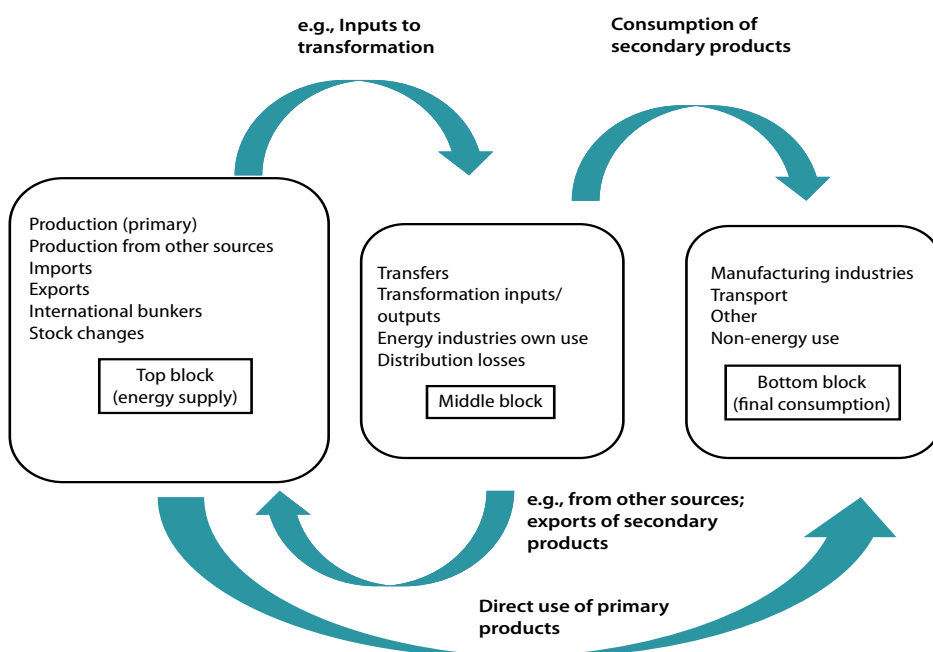 e.g., Inputs to
transformation
Consumption of
secondary products
Production (primary)
Production from other sources
Imports
Exports
International bunkers
Stock changes
Top block
(energy supply)
Transfers
Transformation inputs/
outputs
Energy industries own use
Distribution losses
Middle block
Manufacturing industries
Transport
Other
Non-energy use
Bottom block
(final consumption)
e.g., from other sources;
exports of secondary
products
Direct use of primary
products